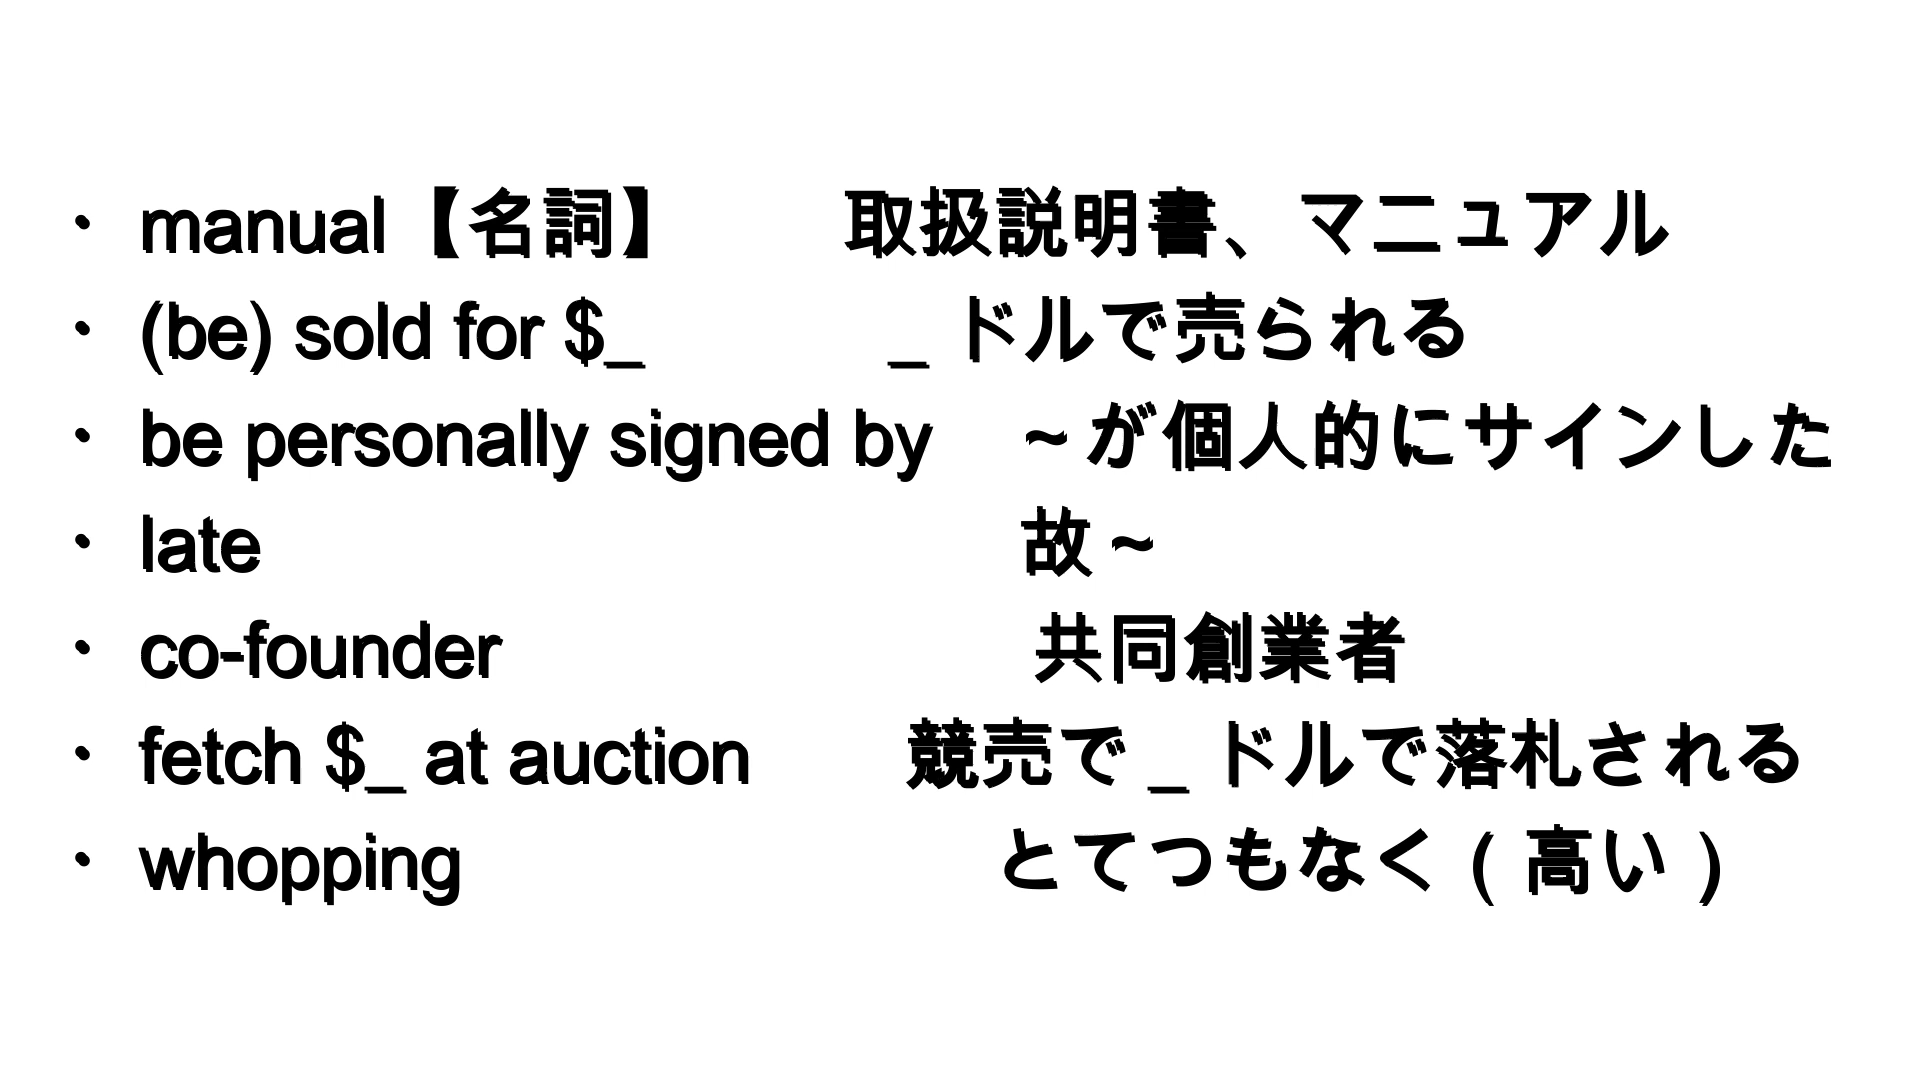 ・ manual【名詞】　取扱説明書、マニュアル
・ (be) sold for $_　_ドルで売られる
・ be personally signed by　~が個人的にサインした
・ late　故~
・ co-founder　共同創業者
・ fetch $_ at auction　競売で_ドルで落札される
・ whopping　とてつもなく(高い)